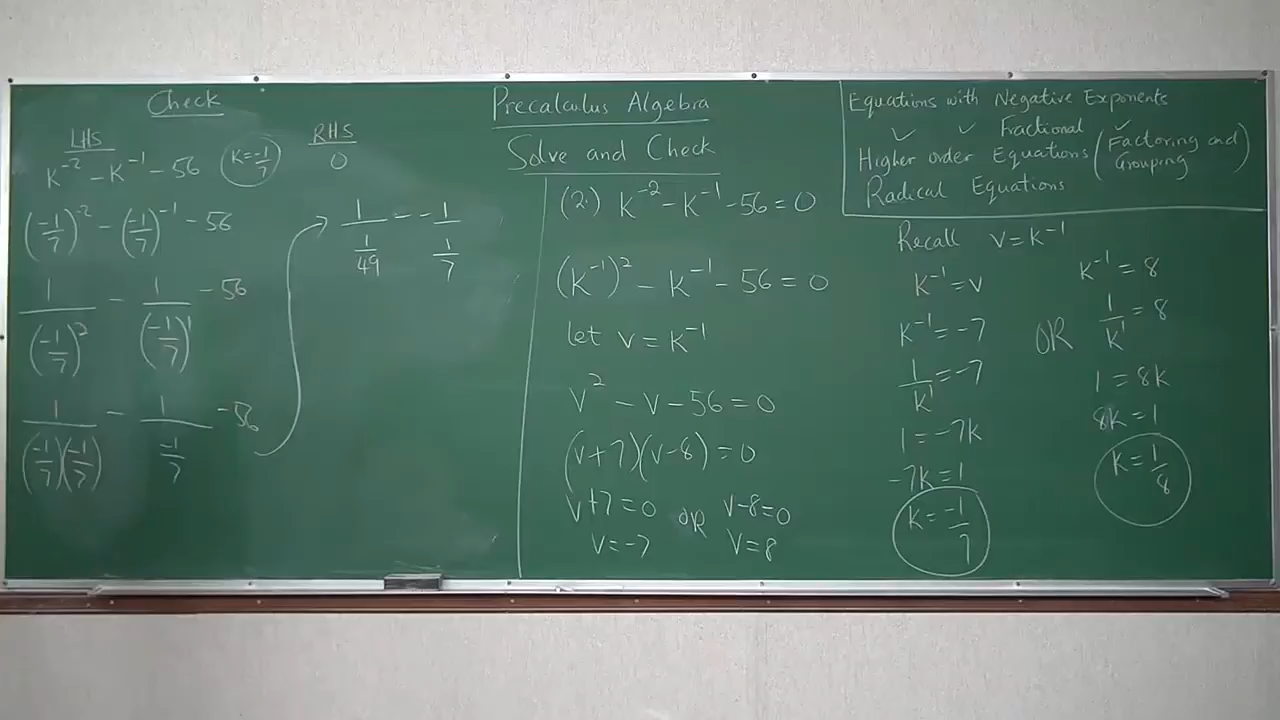 Check
LHS
RHS
K^-2 - K^-1 - 56
K = -1/7
0
(-1/7)^-2 - (-1/7)^-1 - 56
1/(-1/7)^2 - 1/(-1/7)^1 - 56
1/((-1/7)(-1/7)) - 1/(-1/7) - 56
1/(1/49) = - 1/(1/7)
Precalculus Algebra
Solve and Check
(2.) K^-2 - K^-1 - 56 = 0
(K^-1)^2 - K^-1 - 56 = 0
let v = K^-1
v^2 - v - 56 = 0
(v+7)(v-8) = 0
v+7=0 OR v-8=0
v=-7 v=8
Equations with Negative Exponents
✓ ✓ Fractional ✓
Higher order Equations (Factoring and Grouping)
Radical Equations
Recall v = K^-1
K^-1 = v
K^-1 = -7
1/K^1 = -7
1 = -7K
-7K = 1
K = -1/7
OR
K^-1 = 8
1/K^1 = 8
1 = 8K
8K = 1
K = 1/8